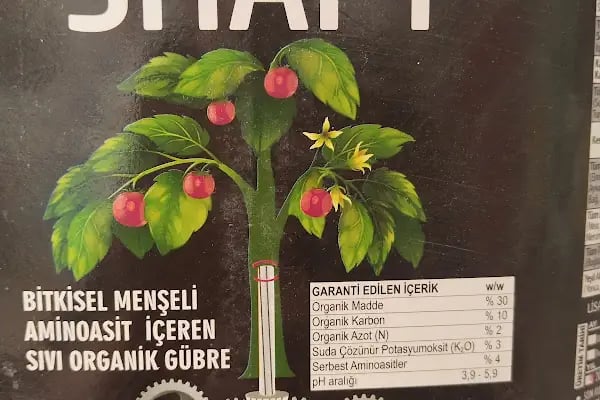 SHAFT
BİTKİSEL MENŞELİ
AMİNOASİT İÇEREN
SIVI ORGANİK GÜBRE
GARANTİ EDİLEN İÇERİK w/w
Organik Madde % 30
Organik Karbon % 10
Organik Azot (N) % 2
Suda Çözünür Potasyumoksit (K₂O) % 3
Serbest Aminoasitler % 4
pH aralığı 3,9 - 5,9